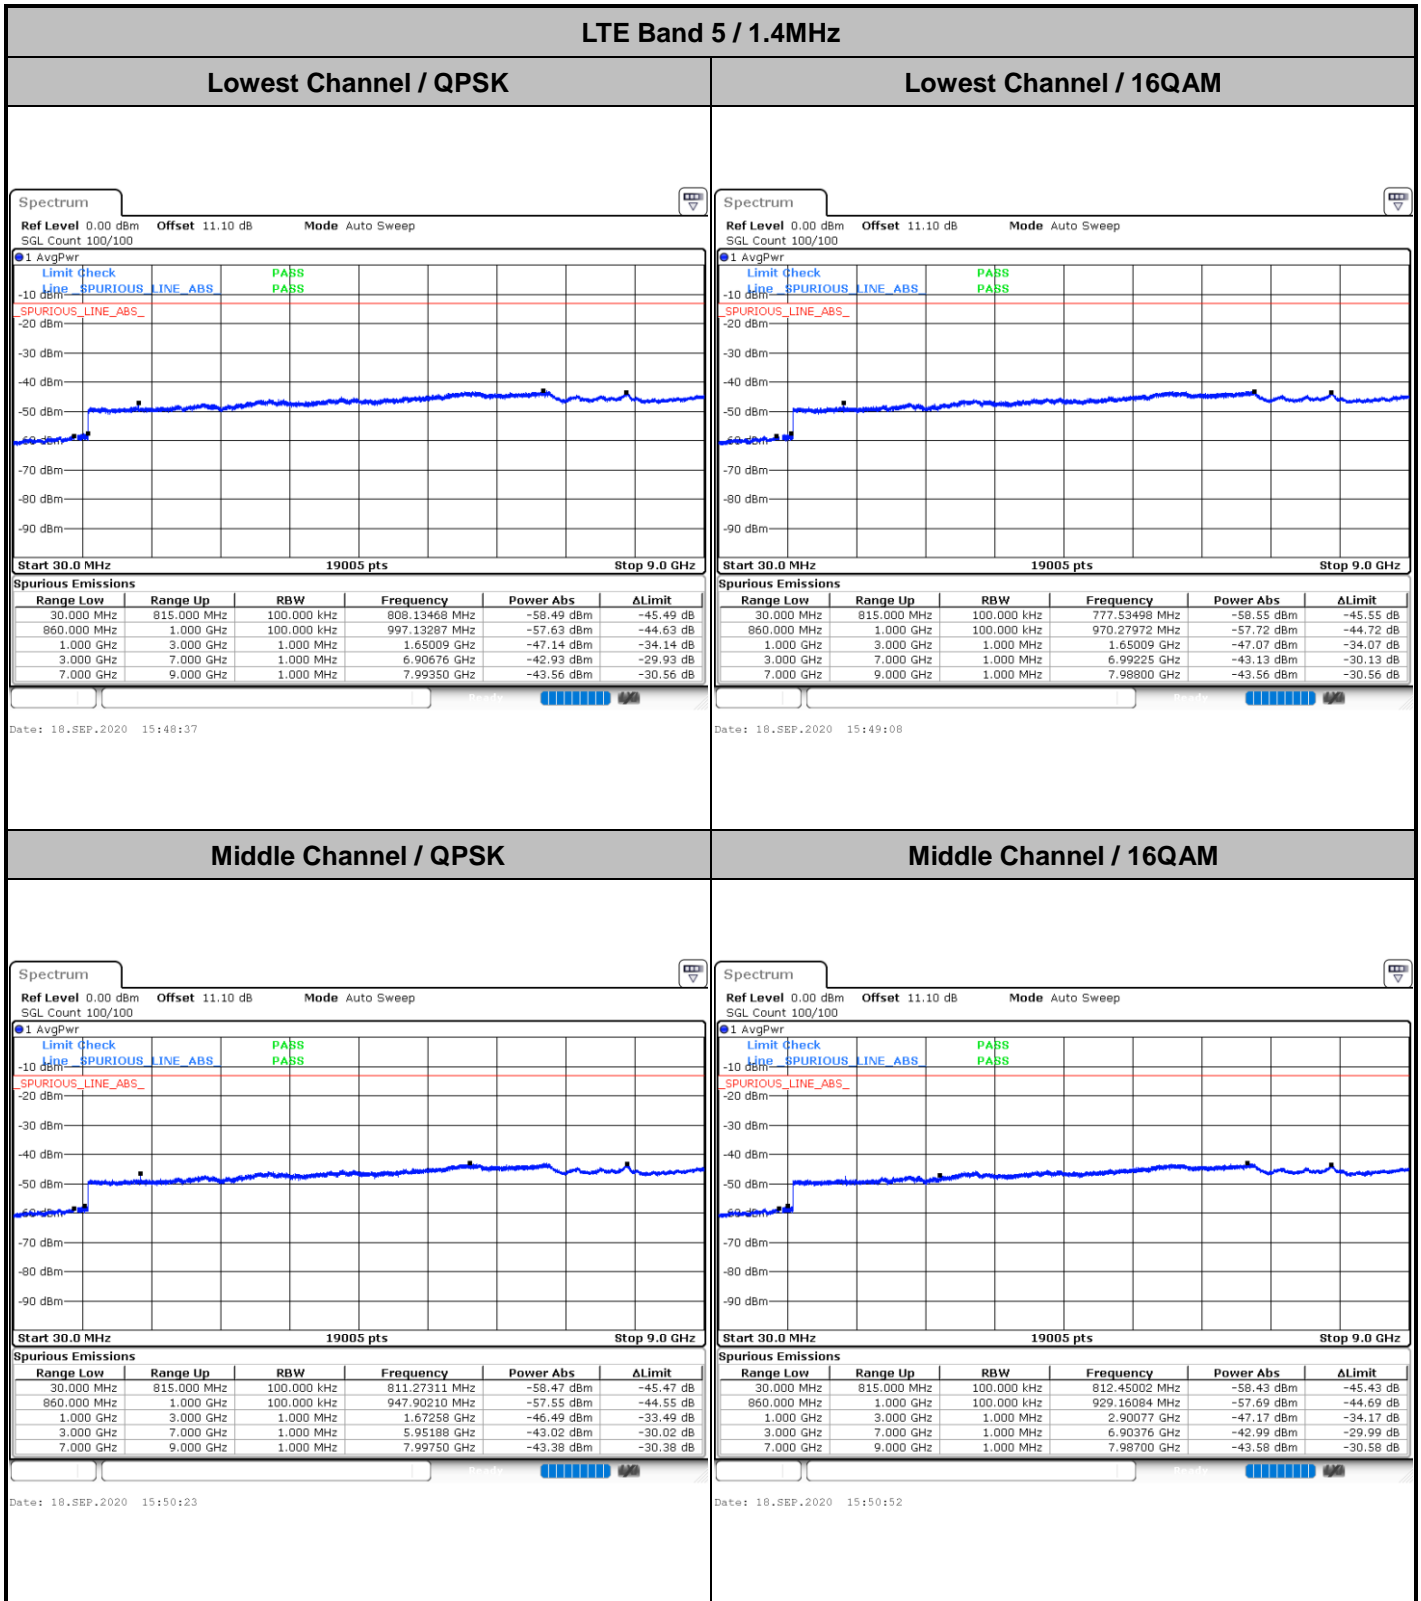 LTE Band 5 / 1.4MHz
Lowest Channel / QPSK
Lowest Channel / 16QAM
Spectrum
Ref Level 0.00 dBm Offset 11.10 dB Mode Auto Sweep
SGL Count 100/100
1 AvgPwr
Limit Check PASS
Line _SPURIOUS_LINE_ABS_ PASS
-10 dBm
_SPURIOUS_LINE_ABS_
-20 dBm
-30 dBm
-40 dBm
-50 dBm
-60 dBm
-70 dBm
-80 dBm
-90 dBm
Start 30.0 MHz 19005 pts Stop 9.0 GHz
Spurious Emissions
Range Low Range Up RBW Frequency Power Abs ΔLimit
30.000 MHz 815.000 MHz 100.000 kHz 808.13468 MHz -58.49 dBm -45.49 dB
860.000 MHz 1.000 GHz 100.000 kHz 997.13287 MHz -57.63 dBm -44.63 dB
1.000 GHz 3.000 GHz 1.000 MHz 1.65009 GHz -47.14 dBm -34.14 dB
3.000 GHz 7.000 GHz 1.000 MHz 6.90676 GHz -42.93 dBm -29.93 dB
7.000 GHz 9.000 GHz 1.000 MHz 7.99350 GHz -43.56 dBm -30.56 dB
Ready
Date: 18.SEP.2020 15:48:37
Spectrum
Ref Level 0.00 dBm Offset 11.10 dB Mode Auto Sweep
SGL Count 100/100
1 AvgPwr
Limit Check PASS
Line _SPURIOUS_LINE_ABS_ PASS
-10 dBm
_SPURIOUS_LINE_ABS_
-20 dBm
-30 dBm
-40 dBm
-50 dBm
-60 dBm
-70 dBm
-80 dBm
-90 dBm
Start 30.0 MHz 19005 pts Stop 9.0 GHz
Spurious Emissions
Range Low Range Up RBW Frequency Power Abs ΔLimit
30.000 MHz 815.000 MHz 100.000 kHz 777.53498 MHz -58.55 dBm -45.55 dB
860.000 MHz 1.000 GHz 100.000 kHz 970.27972 MHz -57.72 dBm -44.72 dB
1.000 GHz 3.000 GHz 1.000 MHz 1.65009 GHz -47.07 dBm -34.07 dB
3.000 GHz 7.000 GHz 1.000 MHz 6.99225 GHz -43.13 dBm -30.13 dB
7.000 GHz 9.000 GHz 1.000 MHz 7.98800 GHz -43.56 dBm -30.56 dB
Ready
Date: 18.SEP.2020 15:49:08
Middle Channel / QPSK
Middle Channel / 16QAM
Spectrum
Ref Level 0.00 dBm Offset 11.10 dB Mode Auto Sweep
SGL Count 100/100
1 AvgPwr
Limit Check PASS
Line _SPURIOUS_LINE_ABS_ PASS
-10 dBm
_SPURIOUS_LINE_ABS_
-20 dBm
-30 dBm
-40 dBm
-50 dBm
-60 dBm
-70 dBm
-80 dBm
-90 dBm
Start 30.0 MHz 19005 pts Stop 9.0 GHz
Spurious Emissions
Range Low Range Up RBW Frequency Power Abs ΔLimit
30.000 MHz 815.000 MHz 100.000 kHz 811.27311 MHz -58.47 dBm -45.47 dB
860.000 MHz 1.000 GHz 100.000 kHz 947.90210 MHz -57.55 dBm -44.55 dB
1.000 GHz 3.000 GHz 1.000 MHz 1.67258 GHz -46.49 dBm -33.49 dB
3.000 GHz 7.000 GHz 1.000 MHz 5.95188 GHz -43.02 dBm -30.02 dB
7.000 GHz 9.000 GHz 1.000 MHz 7.99750 GHz -43.38 dBm -30.38 dB
Ready
Date: 18.SEP.2020 15:50:23
Spectrum
Ref Level 0.00 dBm Offset 11.10 dB Mode Auto Sweep
SGL Count 100/100
1 AvgPwr
Limit Check PASS
Line _SPURIOUS_LINE_ABS_ PASS
-10 dBm
_SPURIOUS_LINE_ABS_
-20 dBm
-30 dBm
-40 dBm
-50 dBm
-60 dBm
-70 dBm
-80 dBm
-90 dBm
Start 30.0 MHz 19005 pts Stop 9.0 GHz
Spurious Emissions
Range Low Range Up RBW Frequency Power Abs ΔLimit
30.000 MHz 815.000 MHz 100.000 kHz 812.45002 MHz -58.43 dBm -45.43 dB
860.000 MHz 1.000 GHz 100.000 kHz 929.16084 MHz -57.69 dBm -44.69 dB
1.000 GHz 3.000 GHz 1.000 MHz 2.90077 GHz -47.17 dBm -34.17 dB
3.000 GHz 7.000 GHz 1.000 MHz 6.90376 GHz -42.99 dBm -29.99 dB
7.000 GHz 9.000 GHz 1.000 MHz 7.98700 GHz -43.58 dBm -30.58 dB
Ready
Date: 18.SEP.2020 15:50:52